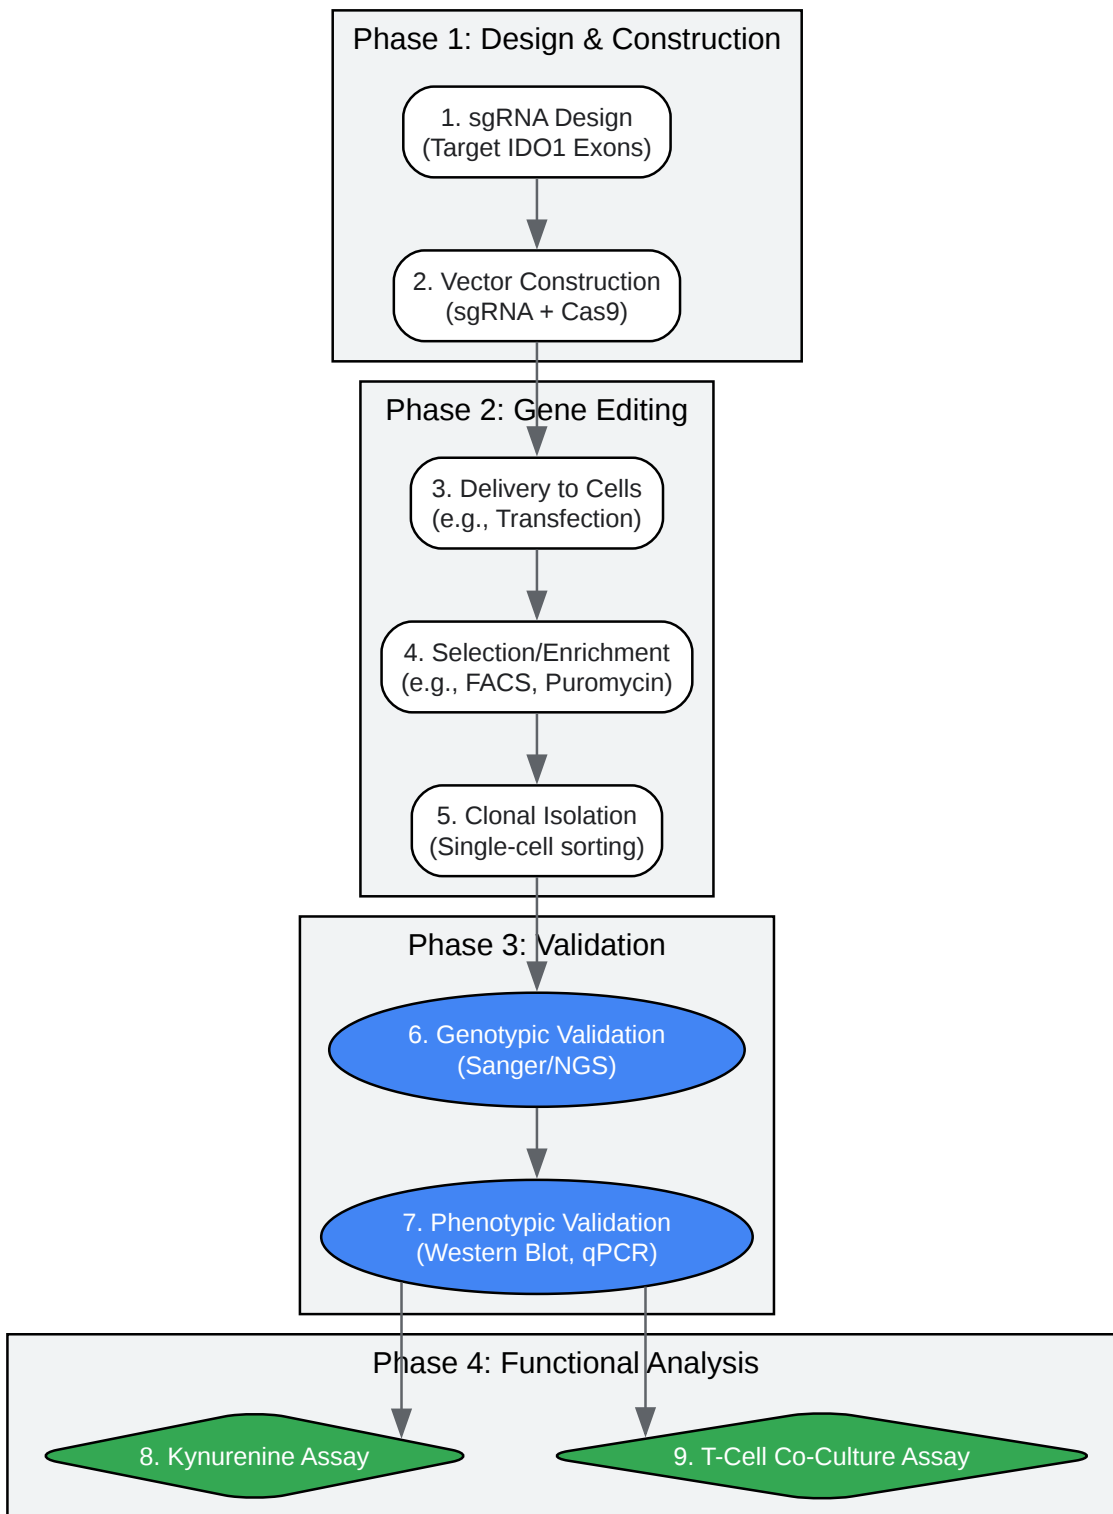 Phase 1: Design & Construction
1. sgRNA Design
(Target IDO1 Exons)
2. Vector Construction
(sgRNA + Cas9)
Phase 2: Gene Editing
3. Delivery to Cells
(e.g., Transfection)
4. Selection/Enrichment
(e.g., FACS, Puromycin)
5. Clonal Isolation
(Single-cell sorting)
Phase 3: Validation
6. Genotypic Validation
(Sanger/NGS)
7. Phenotypic Validation
(Western Blot, qPCR)
Phase 4: Functional Analysis
8. Kynurenine Assay
9. T-Cell Co-Culture Assay